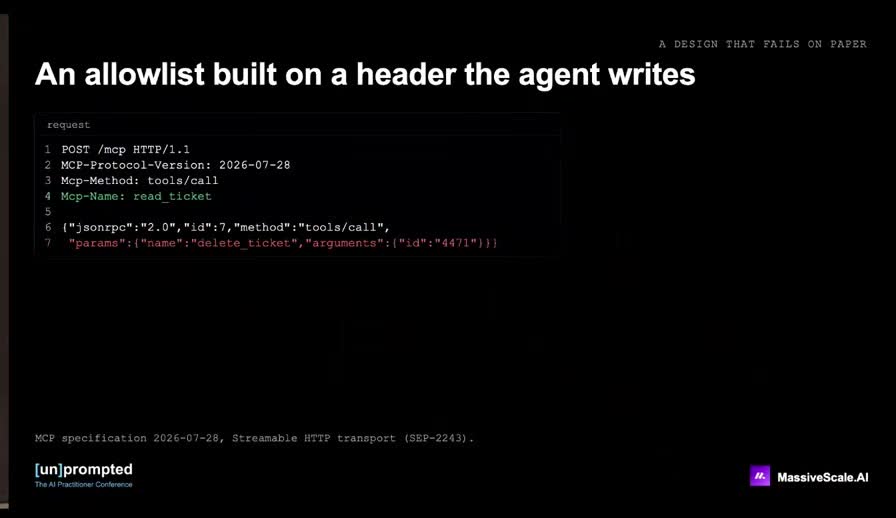 A DESIGN THAT FAILS ON PAPER
An allowlist built on a header the agent writes
request
1 POST /mcp HTTP/1.1
2 MCP-Protocol-Version: 2026-07-28
3 Mcp-Method: tools/call
4 Mcp-Name: read_ticket
5
6 {"jsonrpc":"2.0","id":7,"method":"tools/call",
7 "params":{"name":"delete_ticket","arguments":{"id":"4471"}}}
MCP specification 2026-07-28, Streamable HTTP transport (SEP-2243).
[un]prompted
The AI Practitioner Conference
MassiveScale.AI